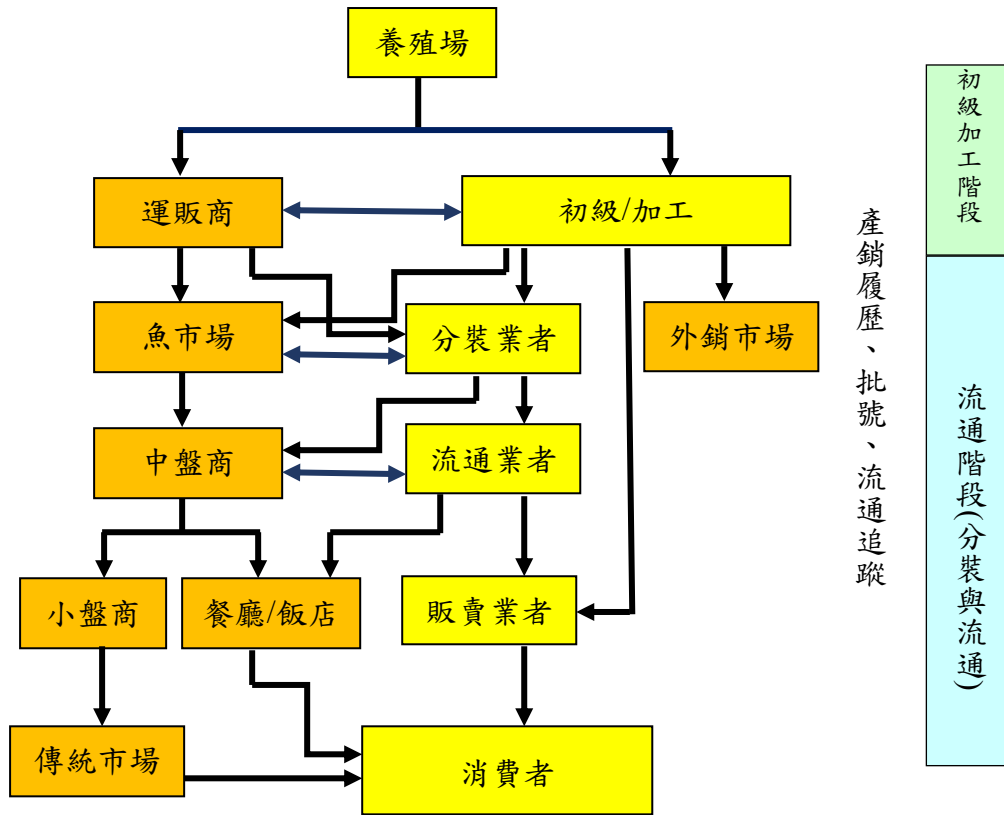 養殖場
運販商
初級/加工
魚市場
分裝業者
外銷市場
中盤商
流通業者
小盤商
餐廳/飯店
販賣業者
傳統市場
消費者
產銷履歷、批號、流通追蹤
初級加工階段
流通階段(分裝與流通)